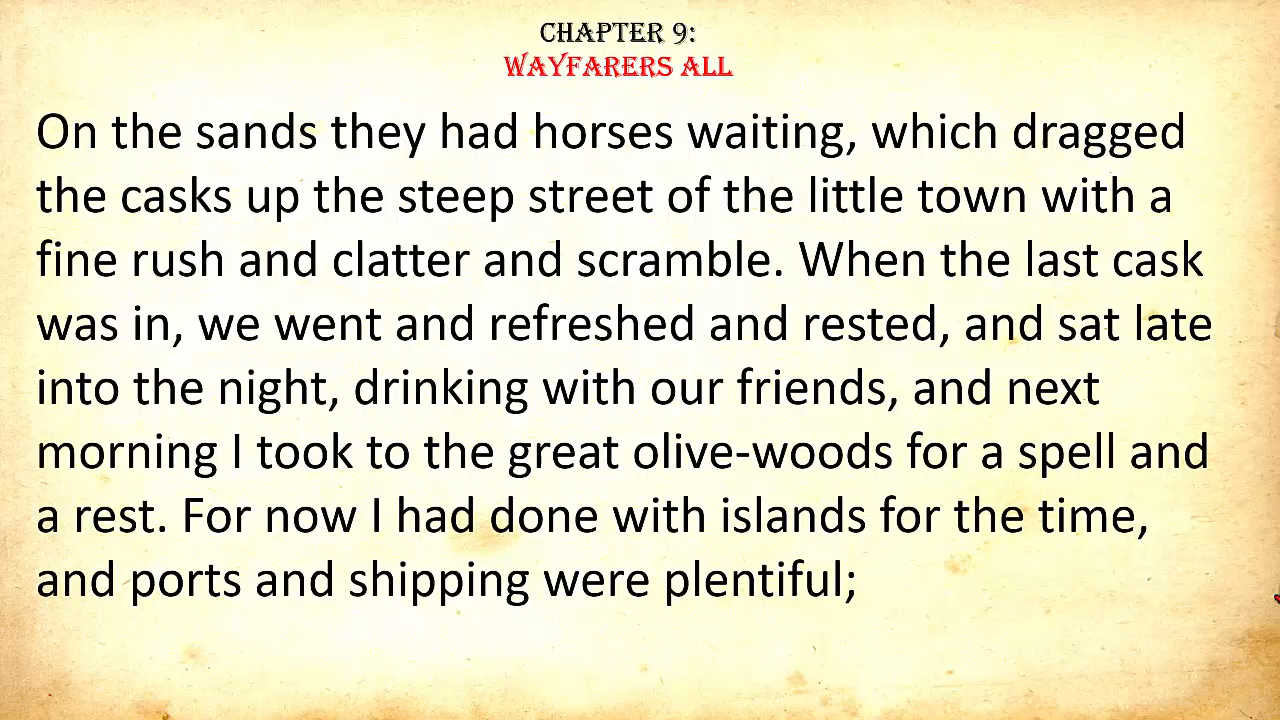 CHAPTER 9:
WAYFARERS ALL
On the sands they had horses waiting, which dragged
the casks up the steep street of the little town with a
fine rush and clatter and scramble. When the last cask
was in, we went and refreshed and rested, and sat late
into the night, drinking with our friends, and next
morning I took to the great olive-woods for a spell and
a rest. For now I had done with islands for the time,
and ports and shipping were plentiful;